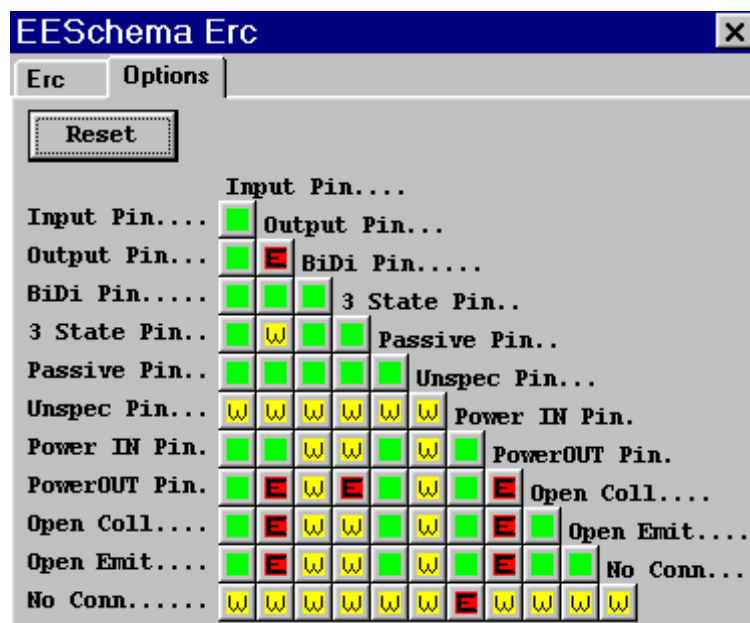 EESchema Erc
Erc Options
Reset
Input Pin....
Input Pin.... Output Pin...
Output Pin... E BiDi Pin.....
BiDi Pin..... 3 State Pin..
3 State Pin.. W Passive Pin..
Passive Pin.. Unspec Pin...
Unspec Pin... W W W W W W Power IN Pin.
Power IN Pin. W W W PowerOUT Pin.
PowerOUT Pin. E W E W E Open Coll....
Open Coll.... E W W W E Open Emit....
Open Emit.... E W W W E No Conn...
No Conn...... W W W W W W E W W W W